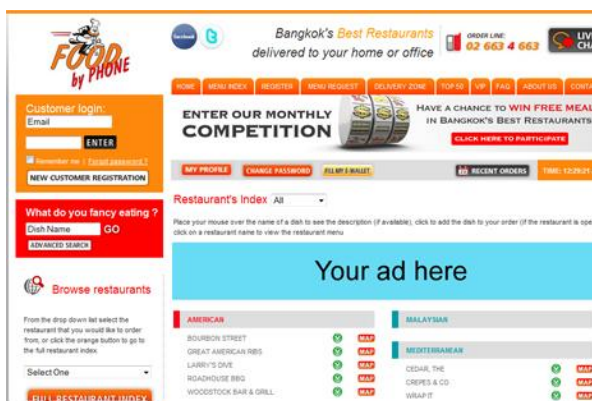 FOOD
by PHONE
facebook
Bangkok's Best Restaurants
delivered to your home or office
ORDER LINE:
02 663 4 663
LIV
CHA
HOME
MENU INDEX
REGISTER
MENU REQUEST
DELIVERY ZONE
TOP 50
VIP
FAQ
ABOUT US
CONTA
Customer login:
Email
ENTER
Remember me | Forgot password ?
NEW CUSTOMER REGISTRATION
ENTER OUR MONTHLY
COMPETITION
HAVE A CHANCE TO WIN FREE MEAL
IN BANGKOK'S BEST RESTAURANTS
CLICK HERE TO PARTICIPATE
MY PROFILE
CHANGE PASSWORD
FILL MY E-WALLET
RECENT ORDERS
TIME: 12:29:21
What do you fancy eating ?
Dish Name
GO
ADVANCED SEARCH
Restaurant's Index
All
Place your mouse over the name of a dish to see the description (if available), click to add the dish to your order (if the restaurant is ope
click on a restaurant name to view the restaurant menu
Your ad here
Browse restaurants
From the drop down list select the
restaurant that you would like to order
from, or click the orange button to go to
the full restaurant index.
Select One
FULL RESTAURANT INDEX
AMERICAN
BOURBON STREET MAP
GREAT AMERICAN RIBS MAP
LARRY'S DIVE MAP
ROADHOUSE BBQ MAP
WOODSTOCK BAR & GRILL MAP
MALAYSIAN
MEDITERRANEAN
CEDAR, THE MAP
CREPES & CO. MAP
WRAP IT MAP